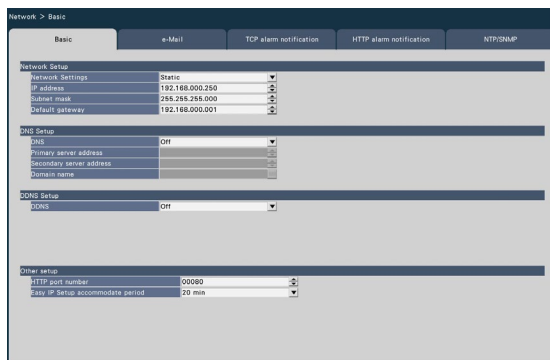 Network > Basic
Basic e-Mail TCP alarm notification HTTP alarm notification NTP/SNMP
Network Setup
Network Settings Static
IP address 192.168.000.250
Subnet mask 255.255.255.000
Default gateway 192.168.000.001
DNS Setup
DNS Off
Primary server address
Secondary server address
Domain name
DDNS Setup
DDNS Off
Other setup
HTTP port number 00080
Easy IP Setup accommodate period 20 min